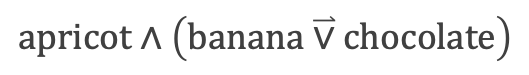 apricot ∧ (banana ⊽⃑ chocolate)